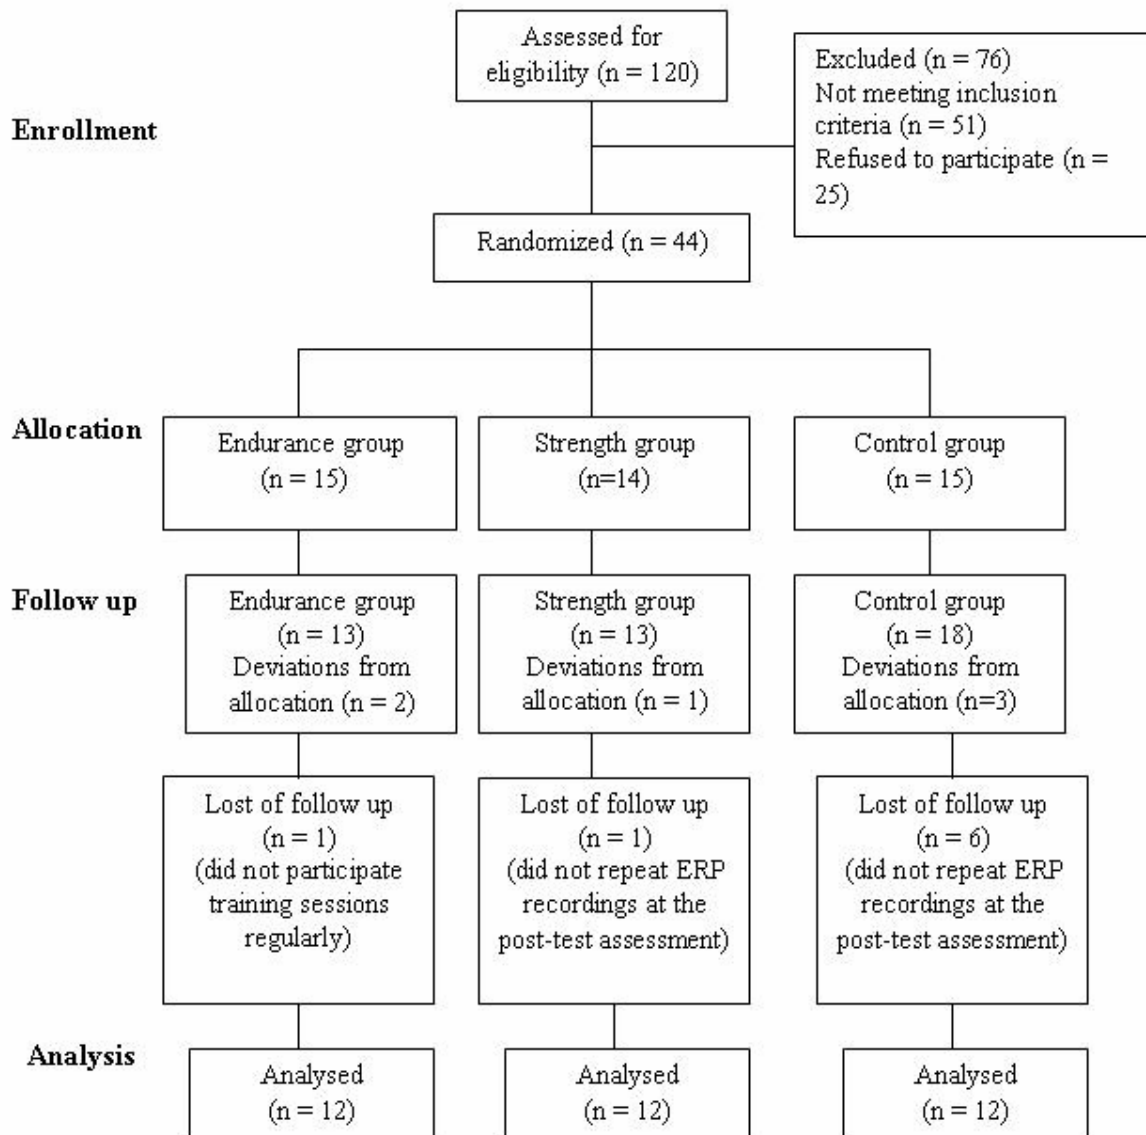 Assessed for
eligibility (n = 120)
Excluded (n = 76)
Not meeting inclusion
criteria (n = 51)
Refused to participate (n =
25)
Enrollment
Randomized (n = 44)
Allocation
Endurance group
(n = 15)
Strength group
(n=14)
Control group
(n = 15)
Follow up
Endurance group
(n = 13)
Deviations from
allocation (n = 2)
Strength group
(n = 13)
Deviations from
allocation (n = 1)
Control group
(n = 18)
Deviations from
allocation (n=3)
Lost of follow up
(n = 1)
(did not participate
training sessions
regularly)
Lost of follow up
(n = 1)
(did not repeat ERP
recordings at the
post-test assessment)
Lost of follow up
(n = 6)
(did not repeat ERP
recordings at the
post-test assessment)
Analysis
Analysed
(n = 12)
Analysed
(n = 12)
Analysed
(n = 12)